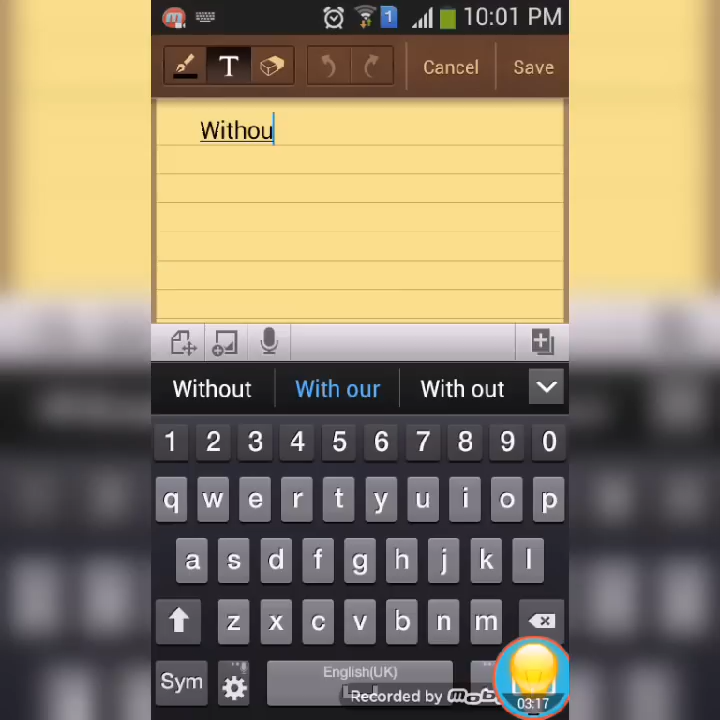 1 10:01 PM
T Cancel Save
Withou
Without With our With out
1 2 3 4 5 6 7 8 9 0
q w e r t y u i o p
a s d f g h j k l
z x c v b n m
Sym English(UK)
Recorded by
03:17